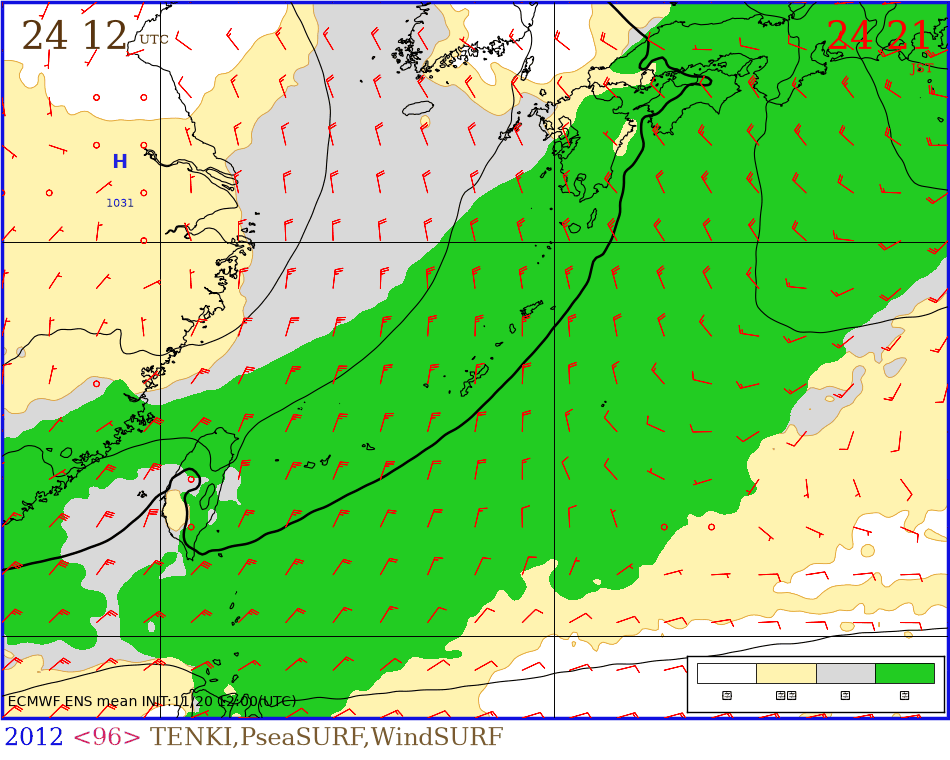 24 12 UTC
24 21
JST
H
1031
ECMWF ENS mean INIT:11/20 12:00(UTC)
2012 <96> TENKI,PseaSURF,WindSURF